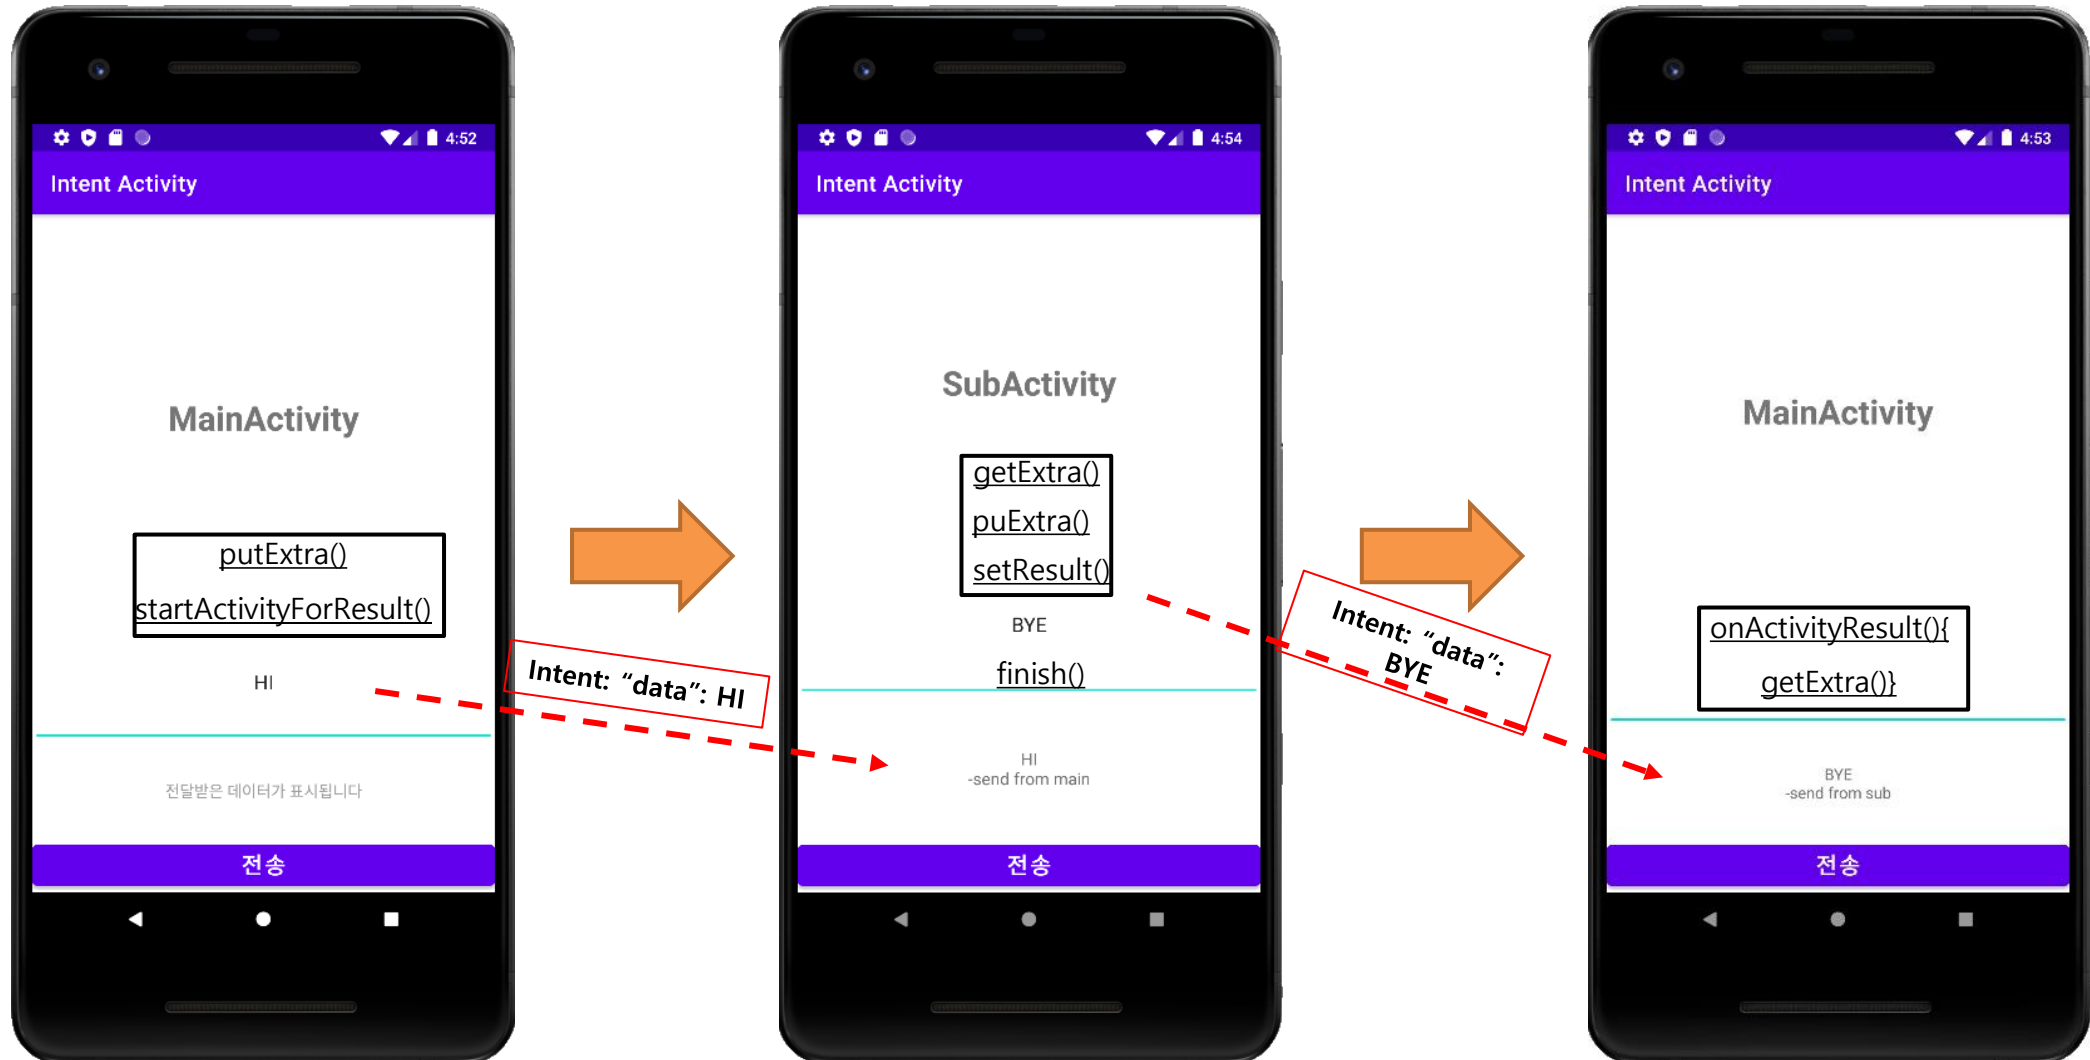 4:52
Intent Activity
MainActivity
putExtra()
startActivityForResult()
HI
전달받은 데이터가 표시됩니다
전송
Intent: “data”: HI
4:54
Intent Activity
SubActivity
getExtra()
puExtra()
setResult()
BYE
finish()
HI
-send from main
전송
Intent: “data”:
BYE
4:53
Intent Activity
MainActivity
onActivityResult(){
getExtra()}
BYE
-send from sub
전송